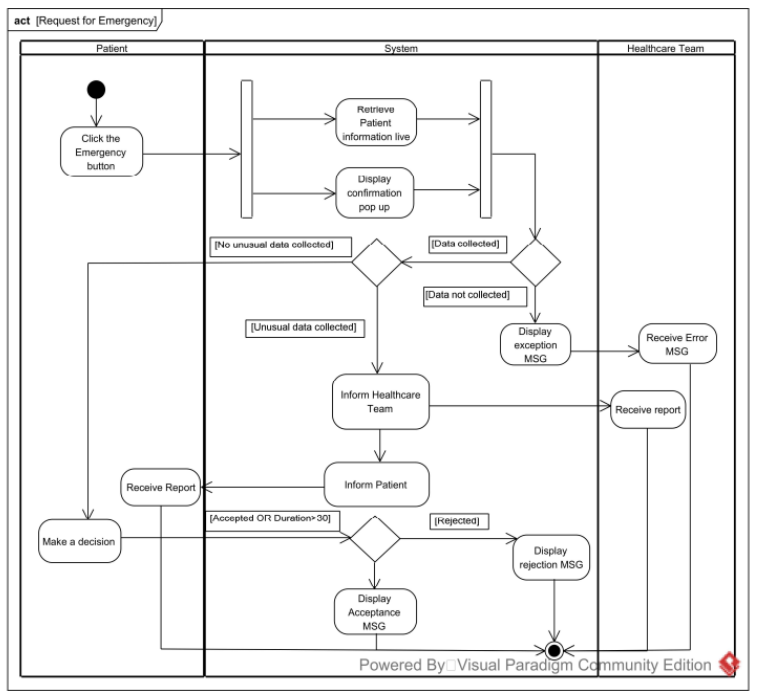 act [Request for Emergency]
Patient
System
Healthcare Team
Click the
Emergency
button
Retrieve
Patient
information live
Display
confirmation
pop up
[No unusual data collected]
[Data collected]
[Data not collected]
[Unusual data collected]
Display
exception
MSG
Receive Error
MSG
Inform Healthcare
Team
Receive report
Receive Report
Inform Patient
[Accepted OR Duration>30]
[Rejected]
Make a decision
Display
rejection MSG
Display
Acceptance
MSG
Powered By Visual Paradigm Community Edition